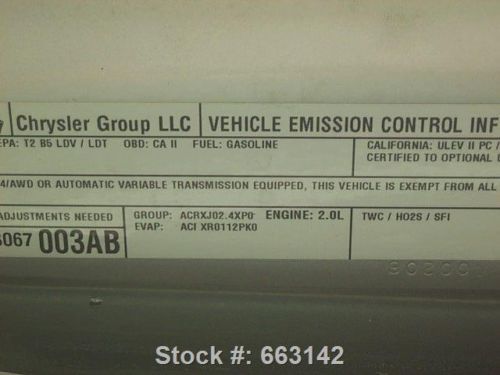 Chrysler Group LLC VEHICLE EMISSION CONTROL INF
EPA: T2 B5 LDV / LDT OBD: CA II FUEL: GASOLINE
CALIFORNIA: ULEV II PC /
CERTIFIED TO OPTIONAL
4/AWD OR AUTOMATIC VARIABLE TRANSMISSION EQUIPPED, THIS VEHICLE IS EXEMPT FROM ALL
ADJUSTMENTS NEEDED
067 003AB
GROUP: ACRXJ02.4XP0 ENGINE: 2.0L
EVAP: ACI XR0112PK0
TWC / HO2S / SFI
Stock #: 663142